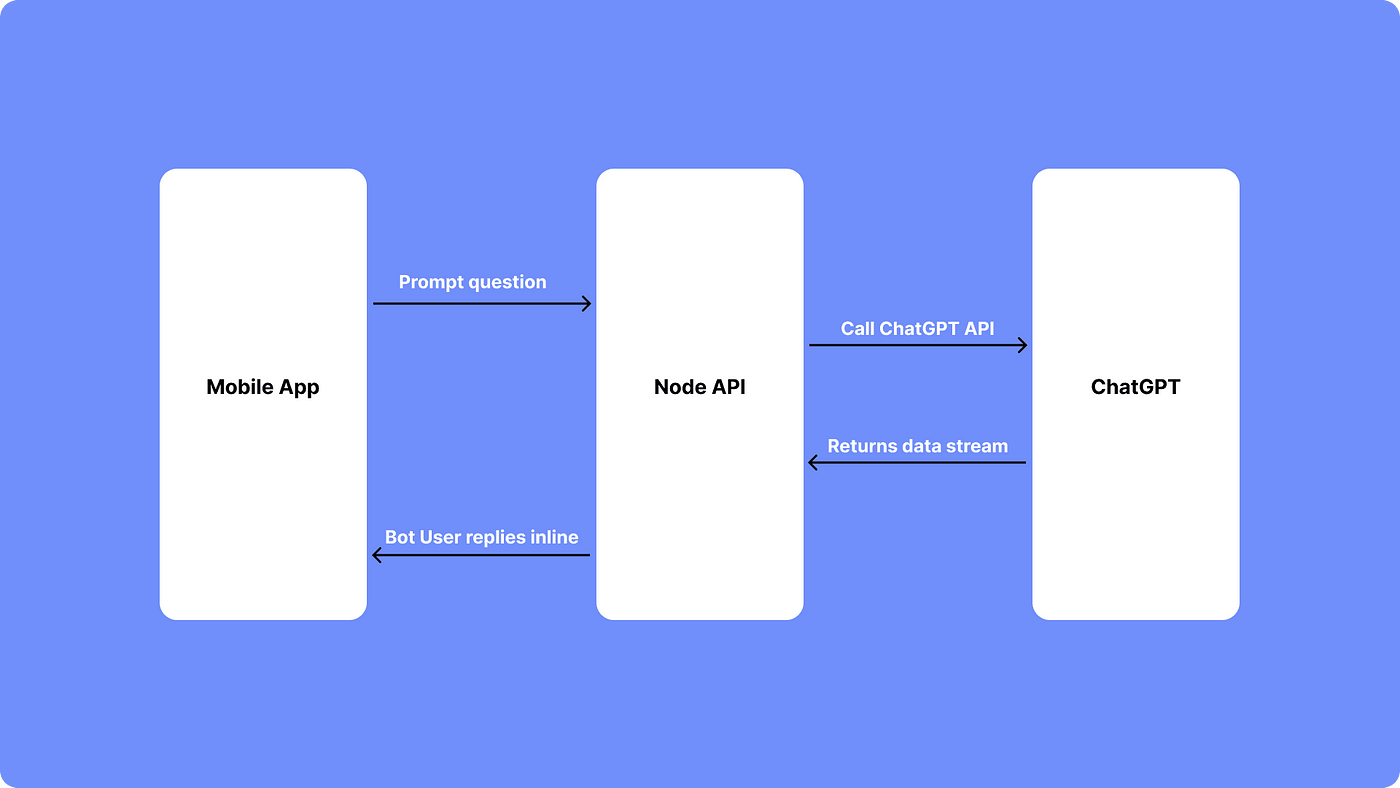 Prompt question
Call ChatGPT API
Mobile App
Node API
ChatGPT
Returns data stream
Bot User replies inline